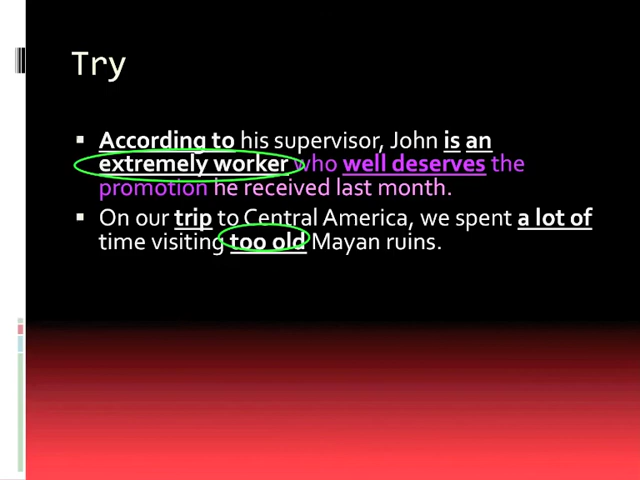 Try
▪ According to his supervisor, John is an
extremely worker who well deserves the
promotion he received last month.
▪ On our trip to Central America, we spent a lot of
time visiting too old Mayan ruins.